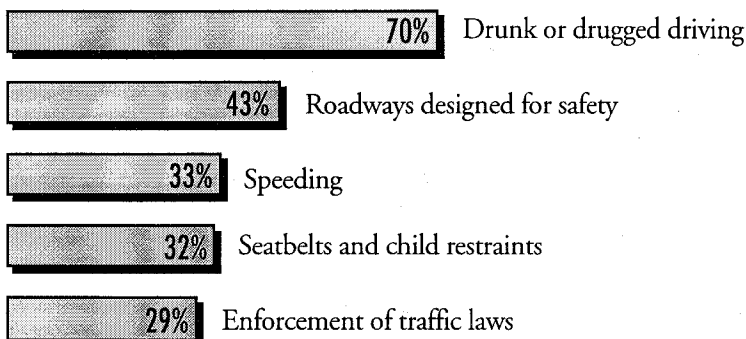 70% Drunk or drugged driving
43% Roadways designed for safety
33% Speeding
32% Seatbelts and child restraints
29% Enforcement of traffic laws